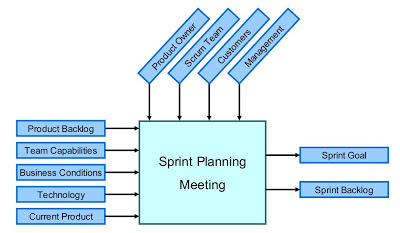 Product Owner
Scrum Team
Customers
Management
Product Backlog
Team Capabilities
Business Conditions
Technology
Current Product
Sprint Planning
Meeting
Sprint Goal
Sprint Backlog